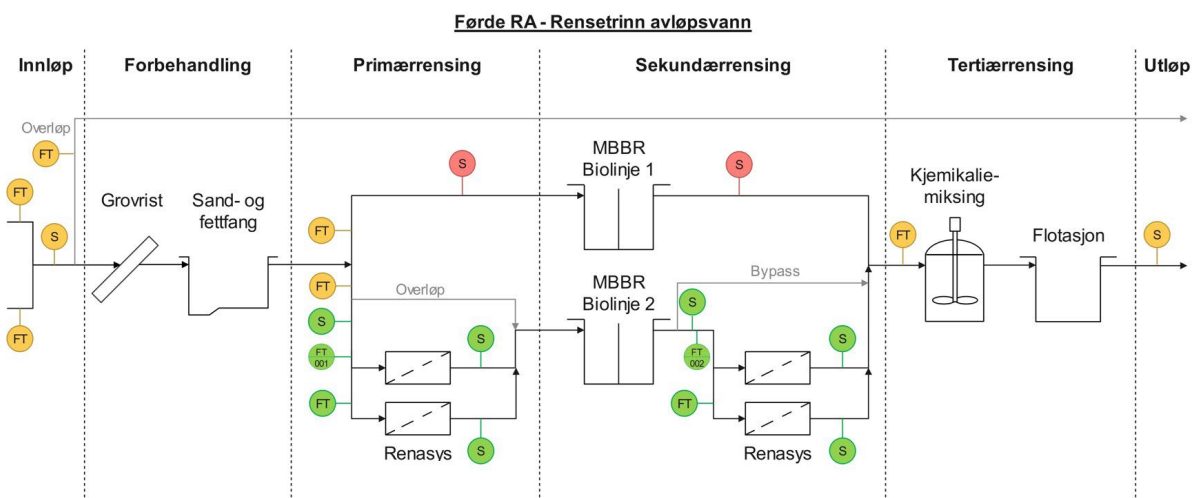 Førde RA - Rensetrinn avløpsvann
Innløp
Forbehandling
Primærrensing
Sekundærrensing
Tertiærrensing
Utløp
Overløp
FT
FT
S
FT
Grovrist
Sand- og
fettfang
S
FT
FT
Overløp
S
FT
001
FT
S
S
Renasys
MBBR
Biolinje 1
MBBR
Biolinje 2
S
Bypass
S
FT
002
FT
S
S
Renasys
FT
Kjemikalie-
miksing
Flotasjon
S